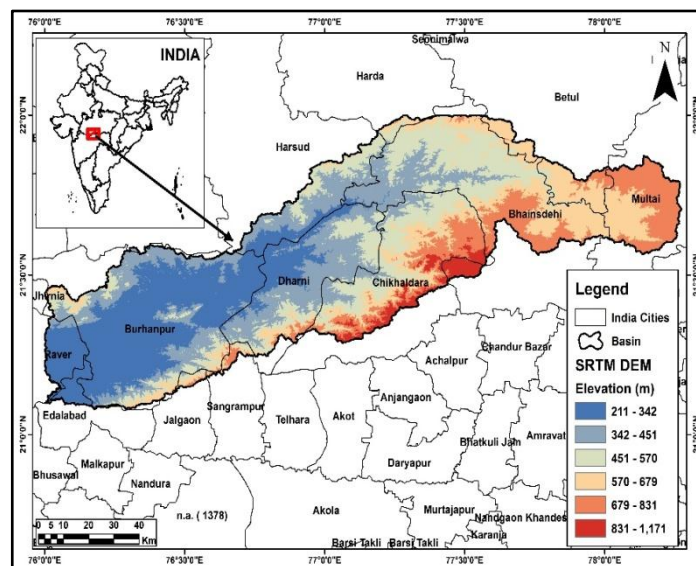 76°0'0"E
76°30'0"E
77°0'0"E
77°30'0"E
78°0'0"E
INDIA
N
Seonimalwa
Harda
Betul
Harsud
22°0'0"N
Multai
Bhainsdehi
21°30'0"N
Jhirnia
Dharni
Chikhaldara
Burhanpur
Raver
Edalabad
Jalgaon
Sangrampur
Telhara
Akot
Anjangaon
Achalpur
Chandur Bazar
21°0'0"N
Bhusawal
Malkapur
Nandura
Daryapur
Bhatkuli
Amravat
n.a. ( 1378)
Akola
Murtajapur
Nandgaon Khandes
Karanja
Barsi Takli
Barsi Takli
Legend
India Cities
Basin
SRTM DEM
Elevation (m)
211 - 342
342 - 451
451 - 570
570 - 679
679 - 831
831 - 1,171
0 5 10 20 30 40
Km
76°0'0"E
76°30'0"E
77°0'0"E
77°30'0"E
78°0'0"E